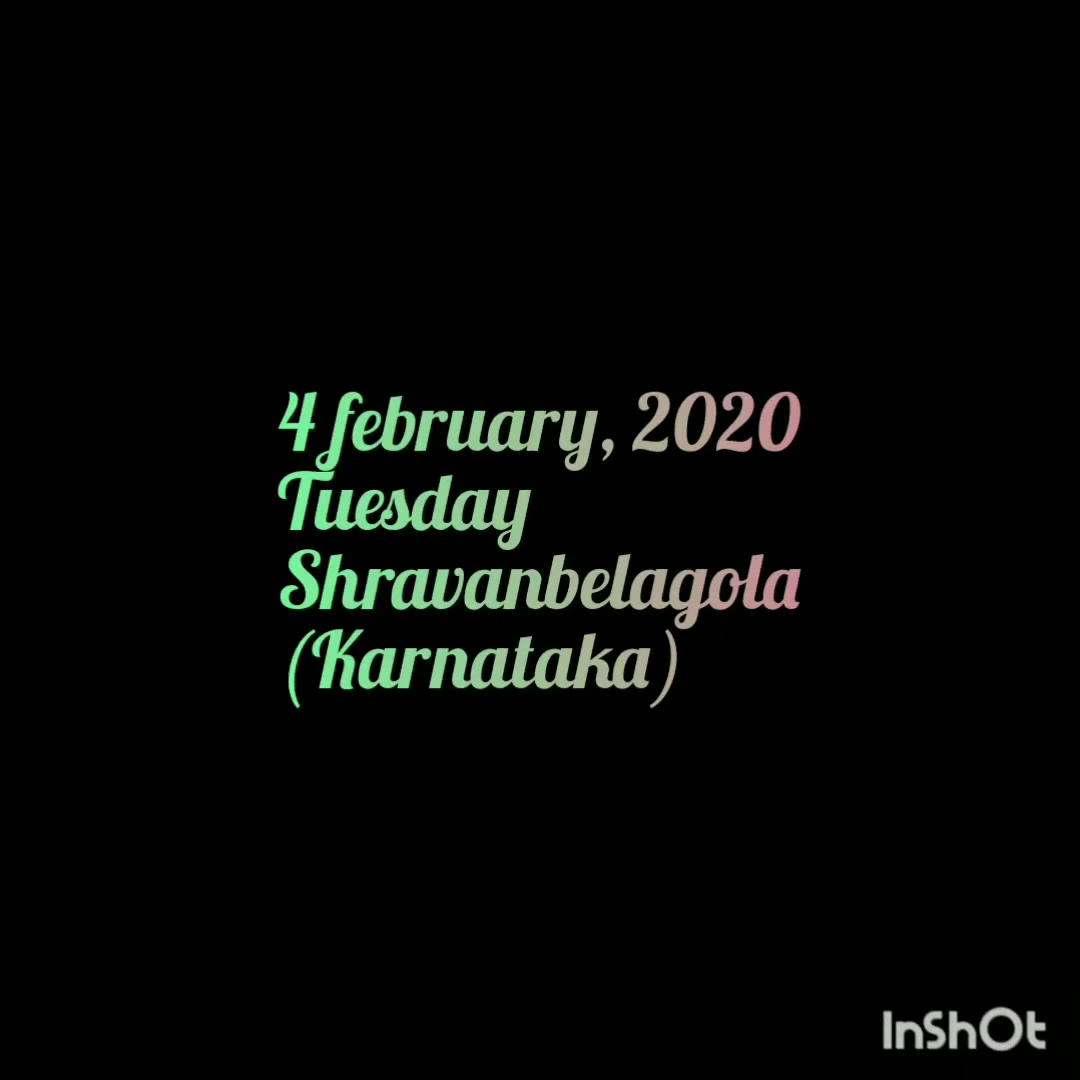 4 february, 2020
Tuesday
Shravanbelagola
(Karnataka)
InShOt